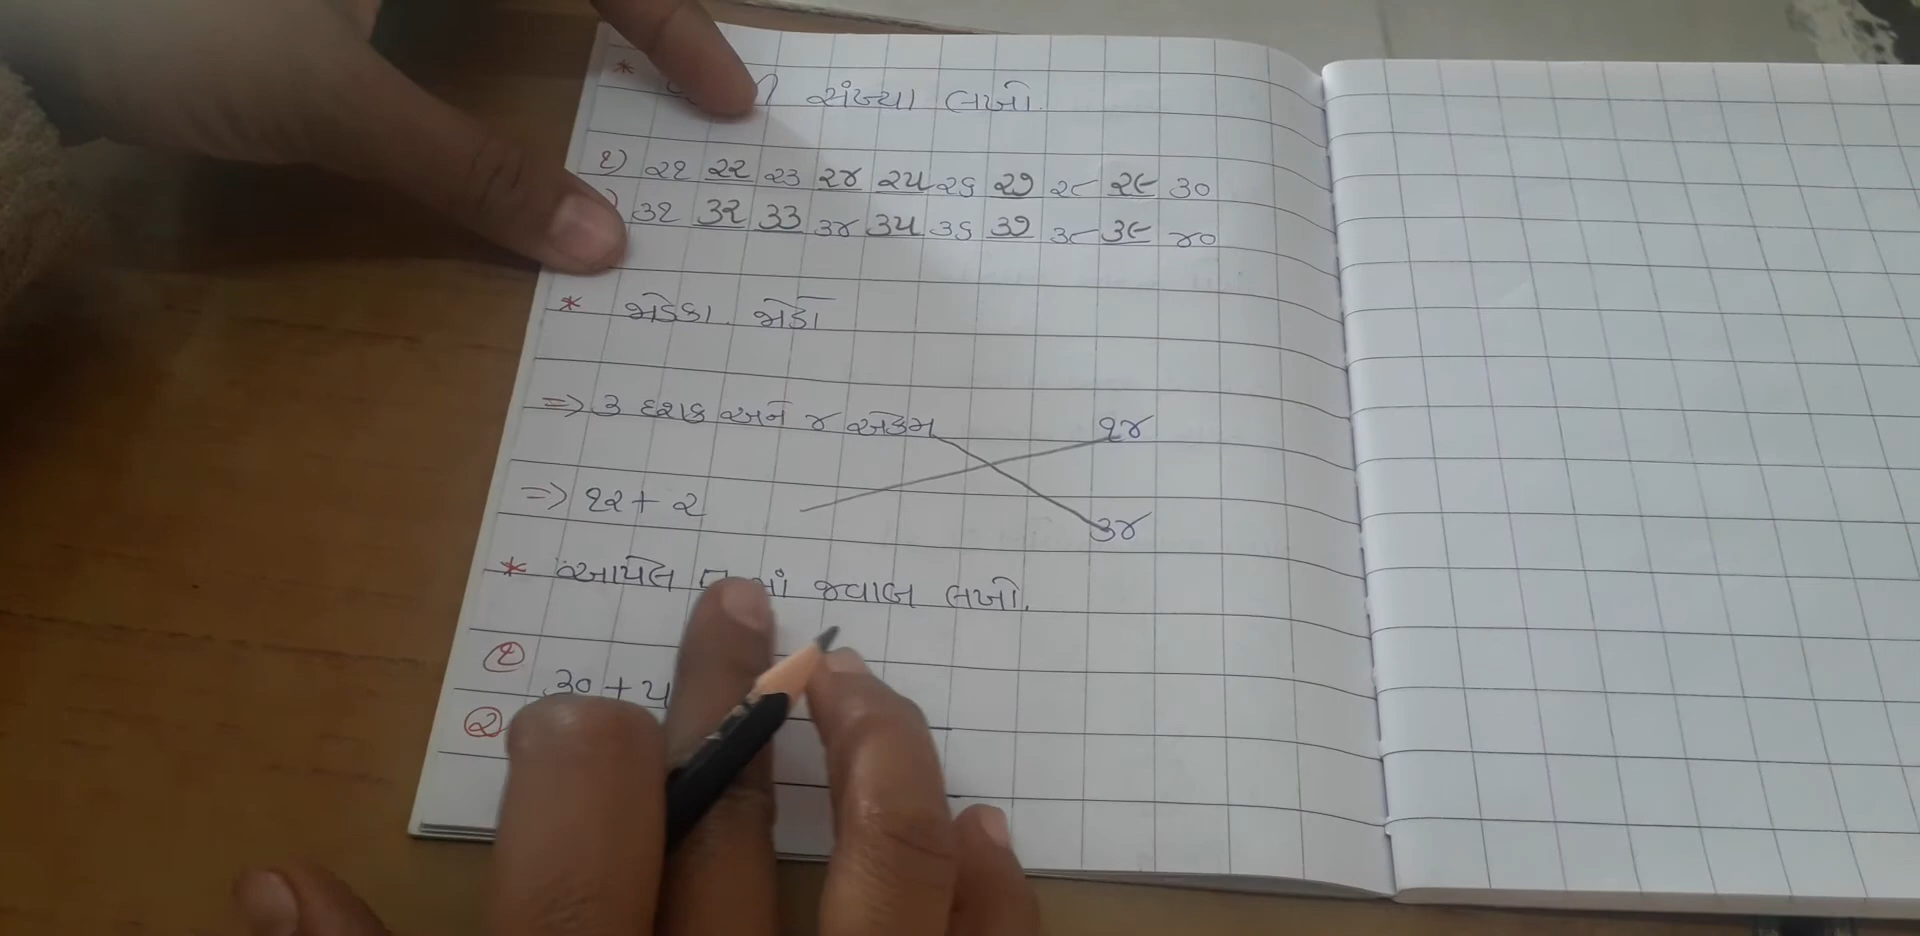 * સંખ્યા લખો.
૧) ૨૧ ૨૨ ૨૩ ૨૪ ૨૫ ૨૬ ૨૭ ૨૮ ૨૯ ૩૦
) ૩૧ ૩૨ ૩૩ ૩૪ ૩૫ ૩૬ ૩૭ ૩૮ ૩૯ ૪૦
* જોડકા જોડો
=> ૩ દશક અને ૪ એકમ ૧૪
=> ૧૨ + ૨ ૩૪
* આપેલ જવાબ લખો.
૧
૩૦ + ૫
૨